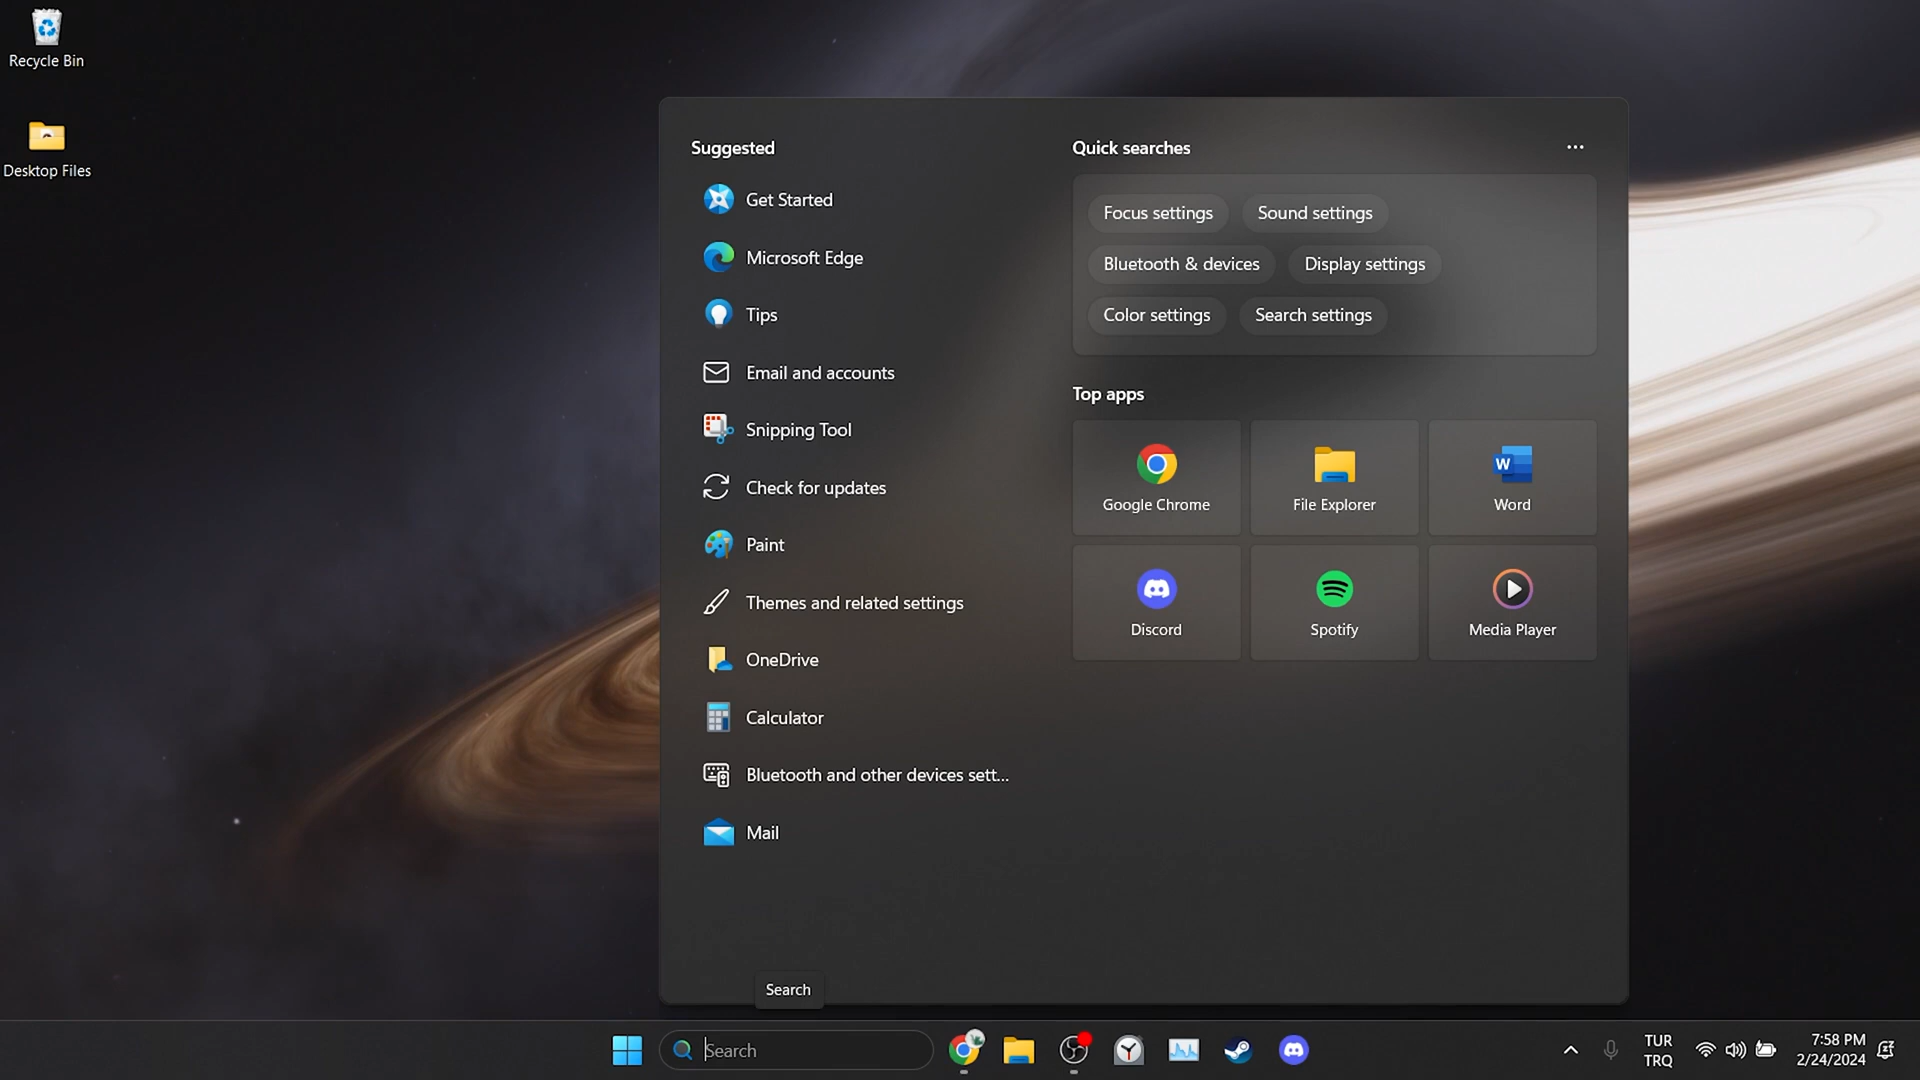 Recycle Bin
Desktop Files
Suggested
Get Started
Microsoft Edge
Tips
Email and accounts
Snipping Tool
Check for updates
Paint
Themes and related settings
OneDrive
Calculator
Bluetooth and other devices sett...
Mail
Quick searches
Focus settings
Sound settings
Bluetooth & devices
Display settings
Color settings
Search settings
Top apps
Google Chrome
File Explorer
W
Word
Discord
Spotify
Media Player
Search
Search
TUR
TRQ
7:58 PM
2/24/2024